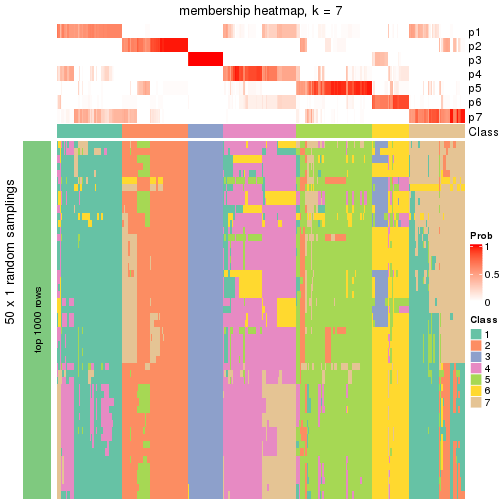 membership heatmap, k = 7
p1
p2
p3
p4
p5
p6
p7
Class
50 x 1 random samplings
top 1000 rows
Prob
1
0.5
0
Class
1
2
3
4
5
6
7